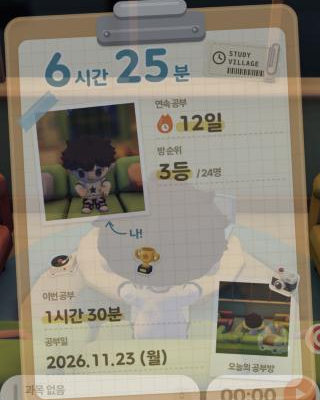 6시간 25분
STUDY
VILLAGE
연속 공부
12일
방 순위
3등 /24명
나!
이번 공부
1시간 30분
공부일
2026.11.23 (월)
오늘의 공부방
과목 없음
00:00